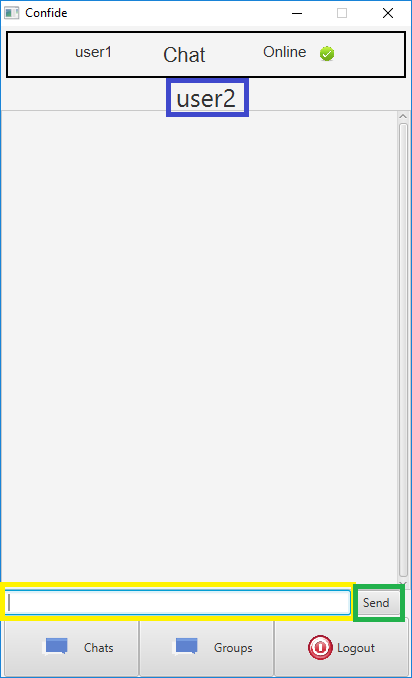 Confide
user1 Chat Online
user2
Send
Chats Groups Logout